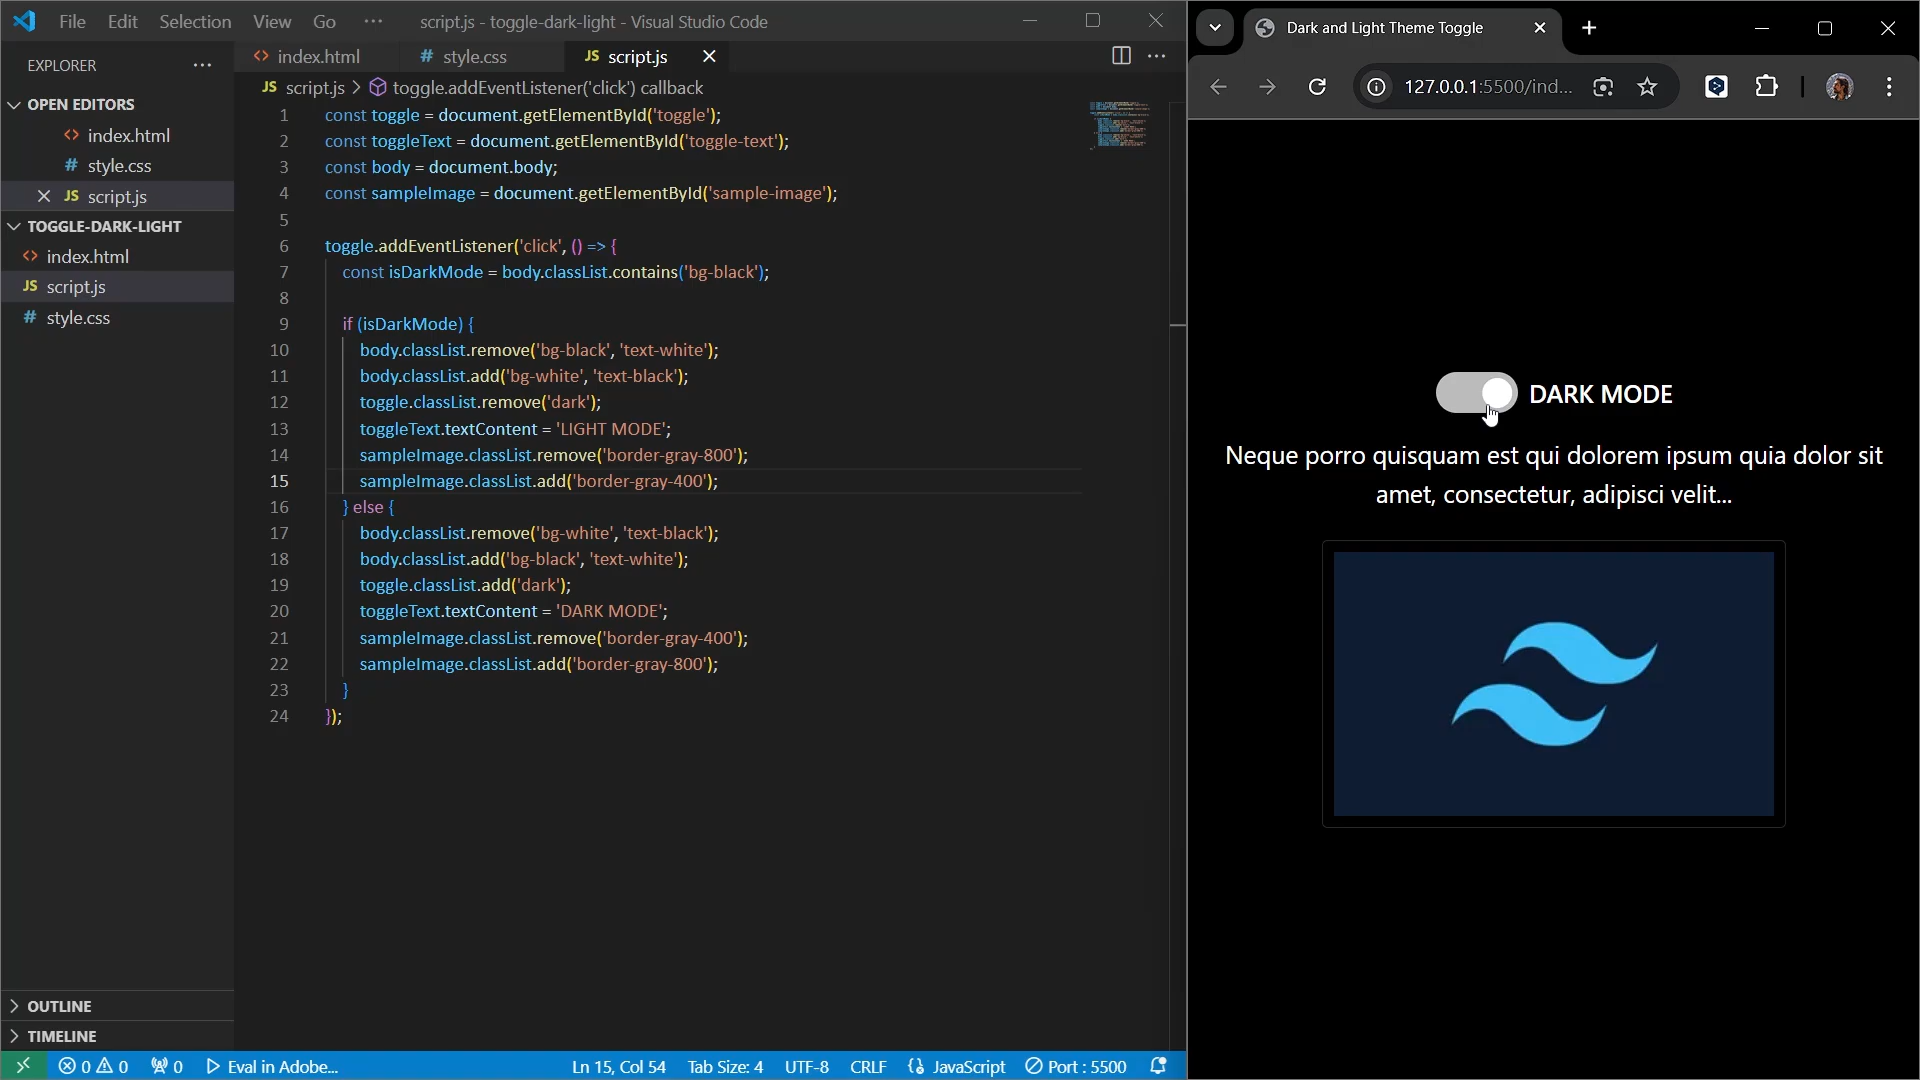 File Edit Selection View Go ··· script.js - toggle-dark-light - Visual Studio Code
EXPLORER
OPEN EDITORS
<> index.html
# style.css
JS script.js
TOGGLE-DARK-LIGHT
<> index.html
JS script.js
# style.css
OUTLINE
TIMELINE
<> index.html # style.css JS script.js
JS script.js > toggle.addEventListener('click') callback
1 const toggle = document.getElementById('toggle');
2 const toggleText = document.getElementById('toggle-text');
3 const body = document.body;
4 const sampleImage = document.getElementById('sample-image');
5
6 toggle.addEventListener('click', () => {
7 const isDarkMode = body.classList.contains('bg-black');
8
9 if (isDarkMode) {
10 body.classList.remove('bg-black', 'text-white');
11 body.classList.add('bg-white', 'text-black');
12 toggle.classList.remove('dark');
13 toggleText.textContent = 'LIGHT MODE';
14 sampleImage.classList.remove('border-gray-800');
15 sampleImage.classList.add('border-gray-400');
16 } else {
17 body.classList.remove('bg-white', 'text-black');
18 body.classList.add('bg-black', 'text-white');
19 toggle.classList.add('dark');
20 toggleText.textContent = 'DARK MODE';
21 sampleImage.classList.remove('border-gray-400');
22 sampleImage.classList.add('border-gray-800');
23 }
24 });
0 0 0 Eval in Adobe... Ln 15, Col 54 Tab Size: 4 UTF-8 CRLF JavaScript Port : 5500
Dark and Light Theme Toggle
127.0.0.1:5500/ind...
DARK MODE
Neque porro quisquam est qui dolorem ipsum quia dolor sit
amet, consectetur, adipisci velit...